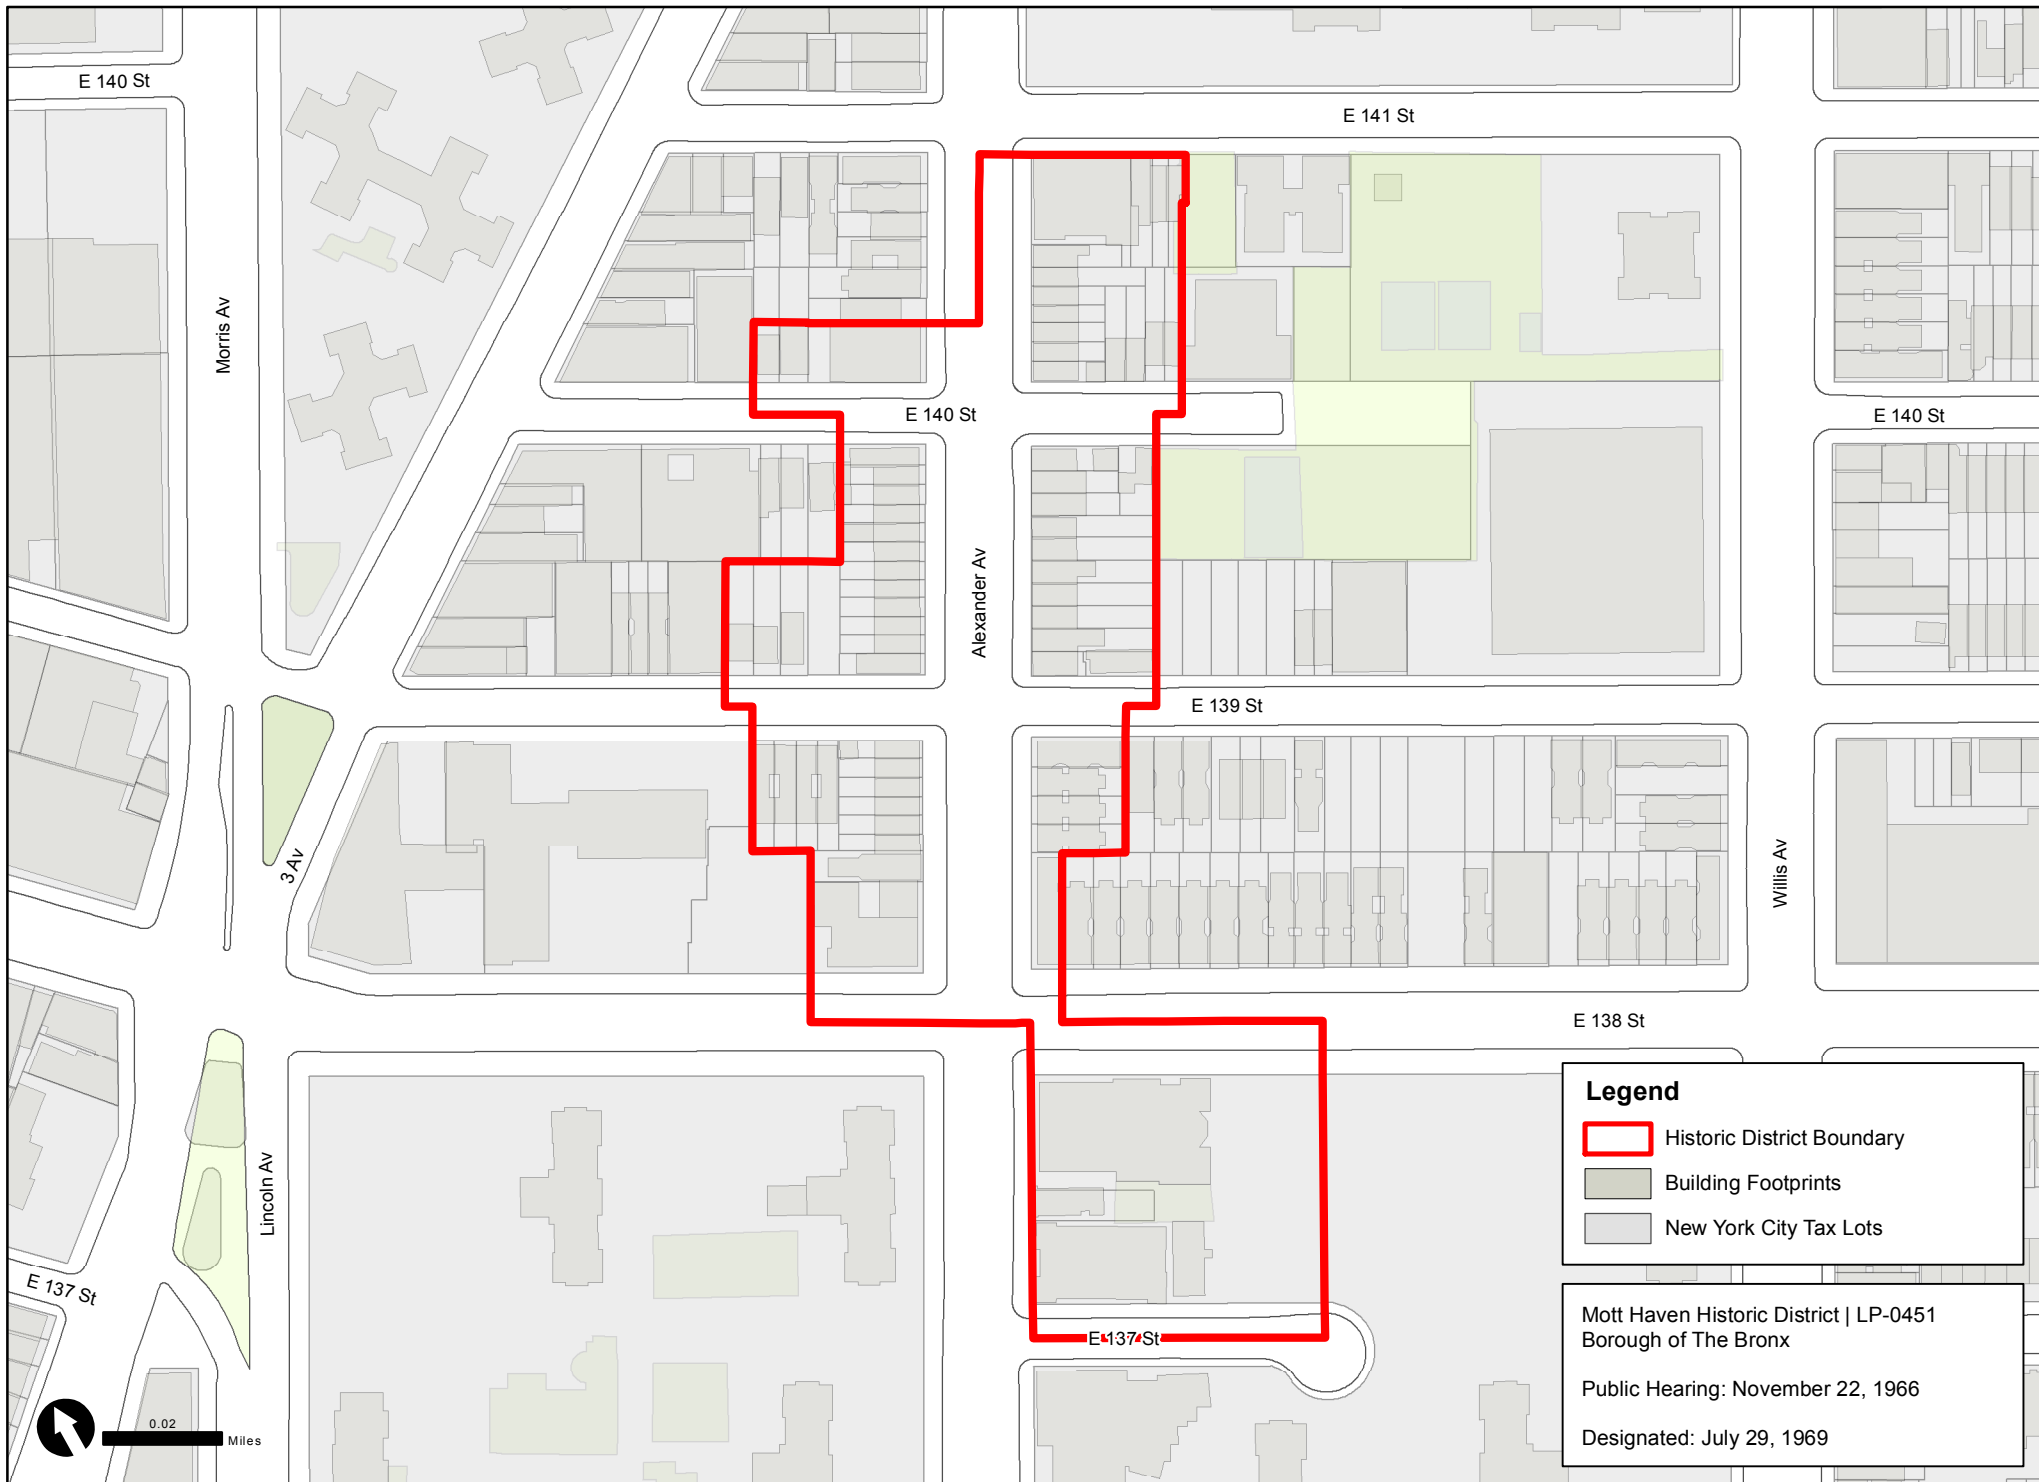 E 140 St
E 141 St
Morris Av
E 140 St
E 140 St
Alexander Av
E 139 St
3 Av
Willis Av
E 138 St
Lincoln Av
E 137 St
E 137 St
Legend
Historic District Boundary
Building Footprints
New York City Tax Lots
Mott Haven Historic District | LP-0451
Borough of The Bronx
Public Hearing: November 22, 1966
Designated: July 29, 1969
0.02
Miles